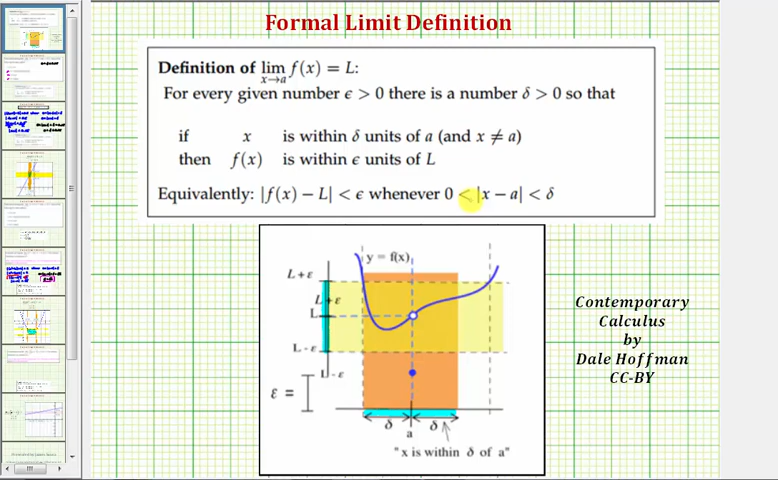 Formal Limit Definition
Definition of lim f(x) = L:
x→a
For every given number ϵ > 0 there is a number δ > 0 so that
if x is within δ units of a (and x ≠ a)
then f(x) is within ϵ units of L
Equivalently: |f(x) − L| < ϵ whenever 0 < |x − a| < δ
y = f(x)
L+ε
L+ε
L
L-ε
L-ε
ε =
δ δ
a
"x is within δ of a"
Contemporary
Calculus
by
Dale Hoffman
CC-BY